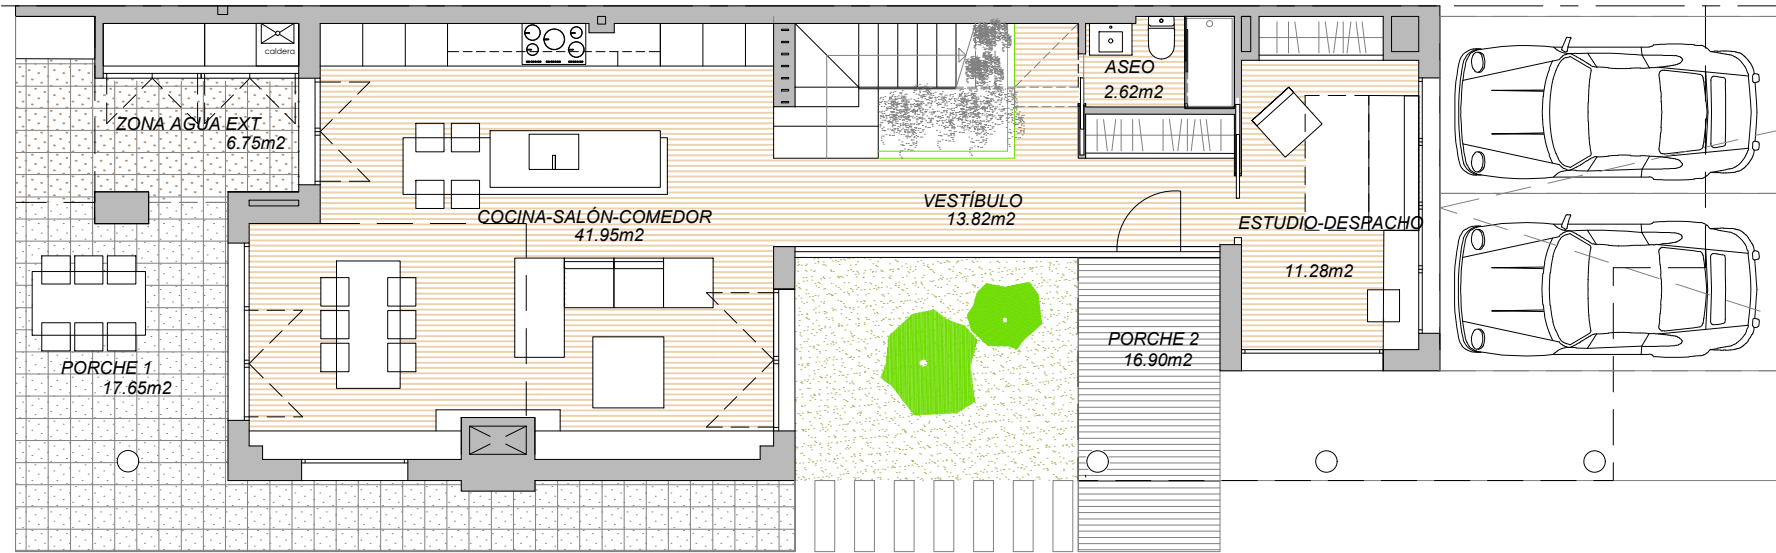 caldera
ZONA AGUA EXT
6.75m2
ASEO
2.62m2
COCINA-SALÓN-COMEDOR
41.95m2
VESTÍBULO
13.82m2
ESTUDIO-DESPACHO
11.28m2
PORCHE 1
17.65m2
PORCHE 2
16.90m2